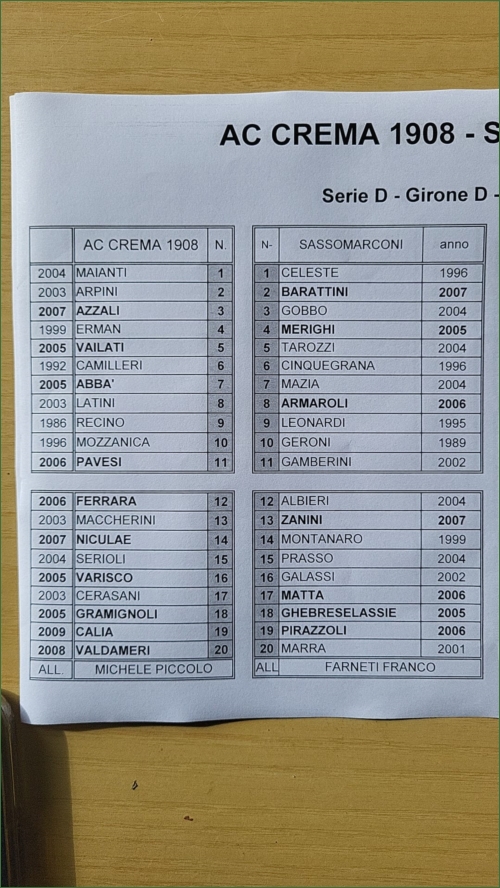 AC CREMA 1908 - S
Serie D - Girone D -
AC CREMA 1908 N.
2004 MAIANTI 1
2003 ARPINI 2
2007 AZZALI 3
1999 ERMAN 4
2005 VAILATI 5
1992 CAMILLERI 6
2005 ABBA' 7
2003 LATINI 8
1986 RECINO 9
1996 MOZZANICA 10
2006 PAVESI 11
2006 FERRARA 12
2003 MACCHERINI 13
2007 NICULAE 14
2004 SERIOLI 15
2005 VARISCO 16
2003 CERASANI 17
2005 GRAMIGNOLI 18
2009 CALIA 19
2008 VALDAMERI 20
ALL. MICHELE PICCOLO
N- SASSOMARCONI anno
1 CELESTE 1996
2 BARATTINI 2007
3 GOBBO 2004
4 MERIGHI 2005
5 TAROZZI 2004
6 CINQUEGRANA 1996
7 MAZIA 2004
8 ARMAROLI 2006
9 LEONARDI 1995
10 GERONI 1989
11 GAMBERINI 2002
12 ALBIERI 2004
13 ZANINI 2007
14 MONTANARO 1999
15 PRASSO 2004
16 GALASSI 2002
17 MATTA 2006
18 GHEBRESELASSIE 2005
19 PIRAZZOLI 2006
20 MARRA 2001
ALL FARNETI FRANCO